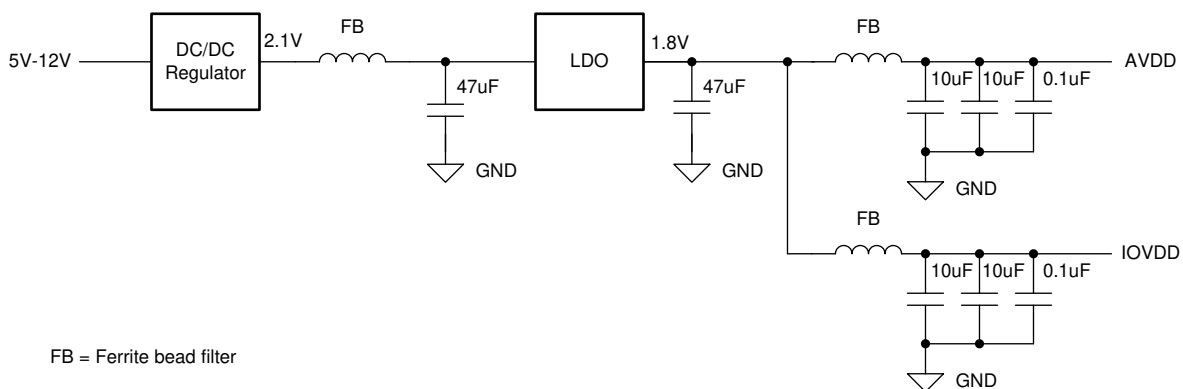 FB
FB
5V-12V
DC/DC
Regulator
2.1V
LDO
1.8V
AVDD
47uF
47uF
10uF
10uF
0.1uF
GND
GND
GND
FB
IOVDD
10uF
10uF
0.1uF
GND
FB = Ferrite bead filter